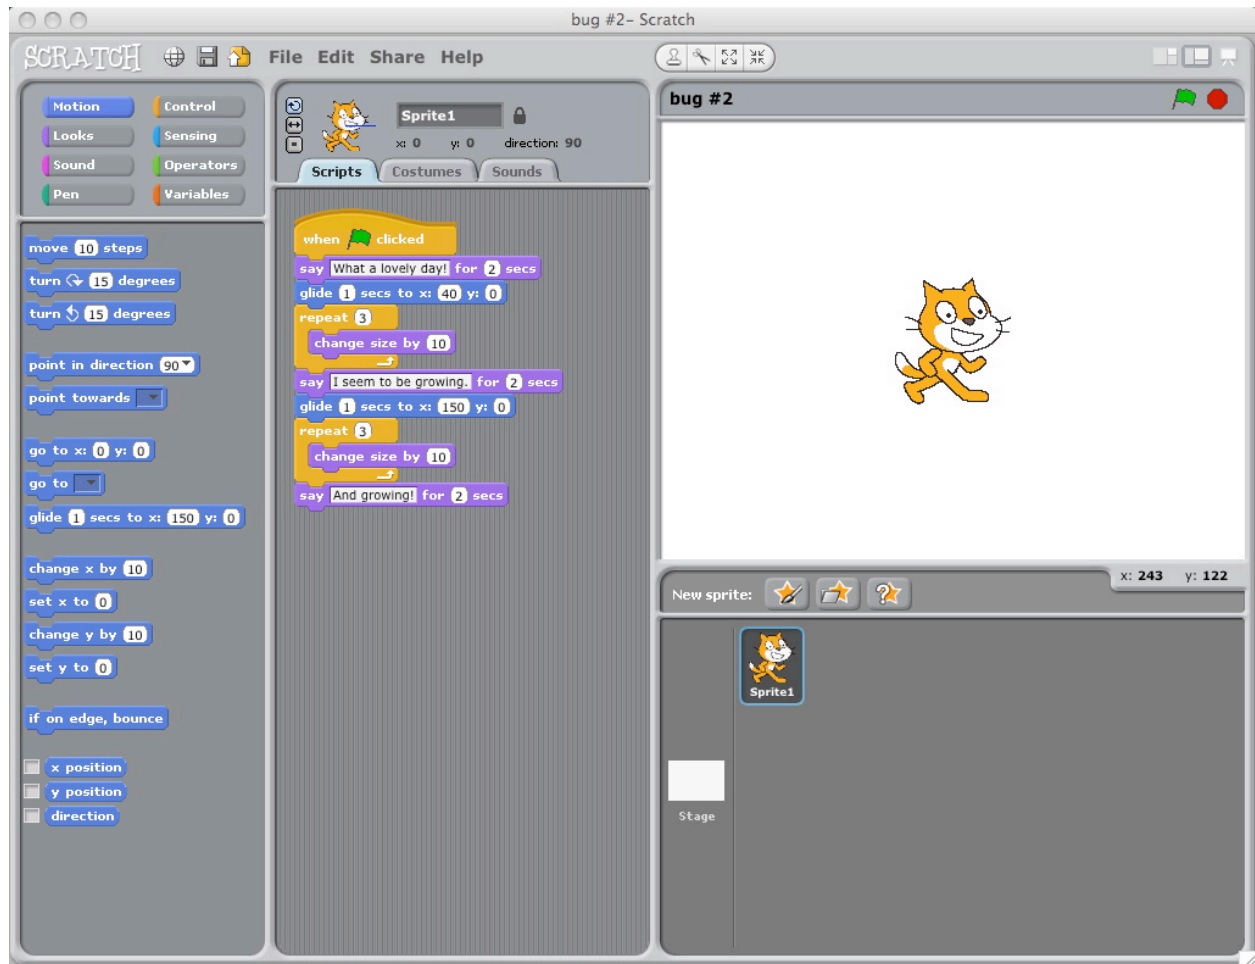 bug #2- Scratch
SCRATCH File Edit Share Help
Motion Control
Looks Sensing
Sound Operators
Pen Variables
move 10 steps
turn 15 degrees
turn 15 degrees
point in direction 90
point towards
go to x: 0 y: 0
go to
glide 1 secs to x: 150 y: 0
change x by 10
set x to 0
change y by 10
set y to 0
if on edge, bounce
x position
y position
direction
Sprite1
x: 0 y: 0 direction: 90
Scripts Costumes Sounds
when clicked
say What a lovely day! for 2 secs
glide 1 secs to x: 40 y: 0
repeat 3
change size by 10
say I seem to be growing. for 2 secs
glide 1 secs to x: 150 y: 0
repeat 3
change size by 10
say And growing! for 2 secs
bug #2
x: 243 y: 122
New sprite:
Sprite1
Stage